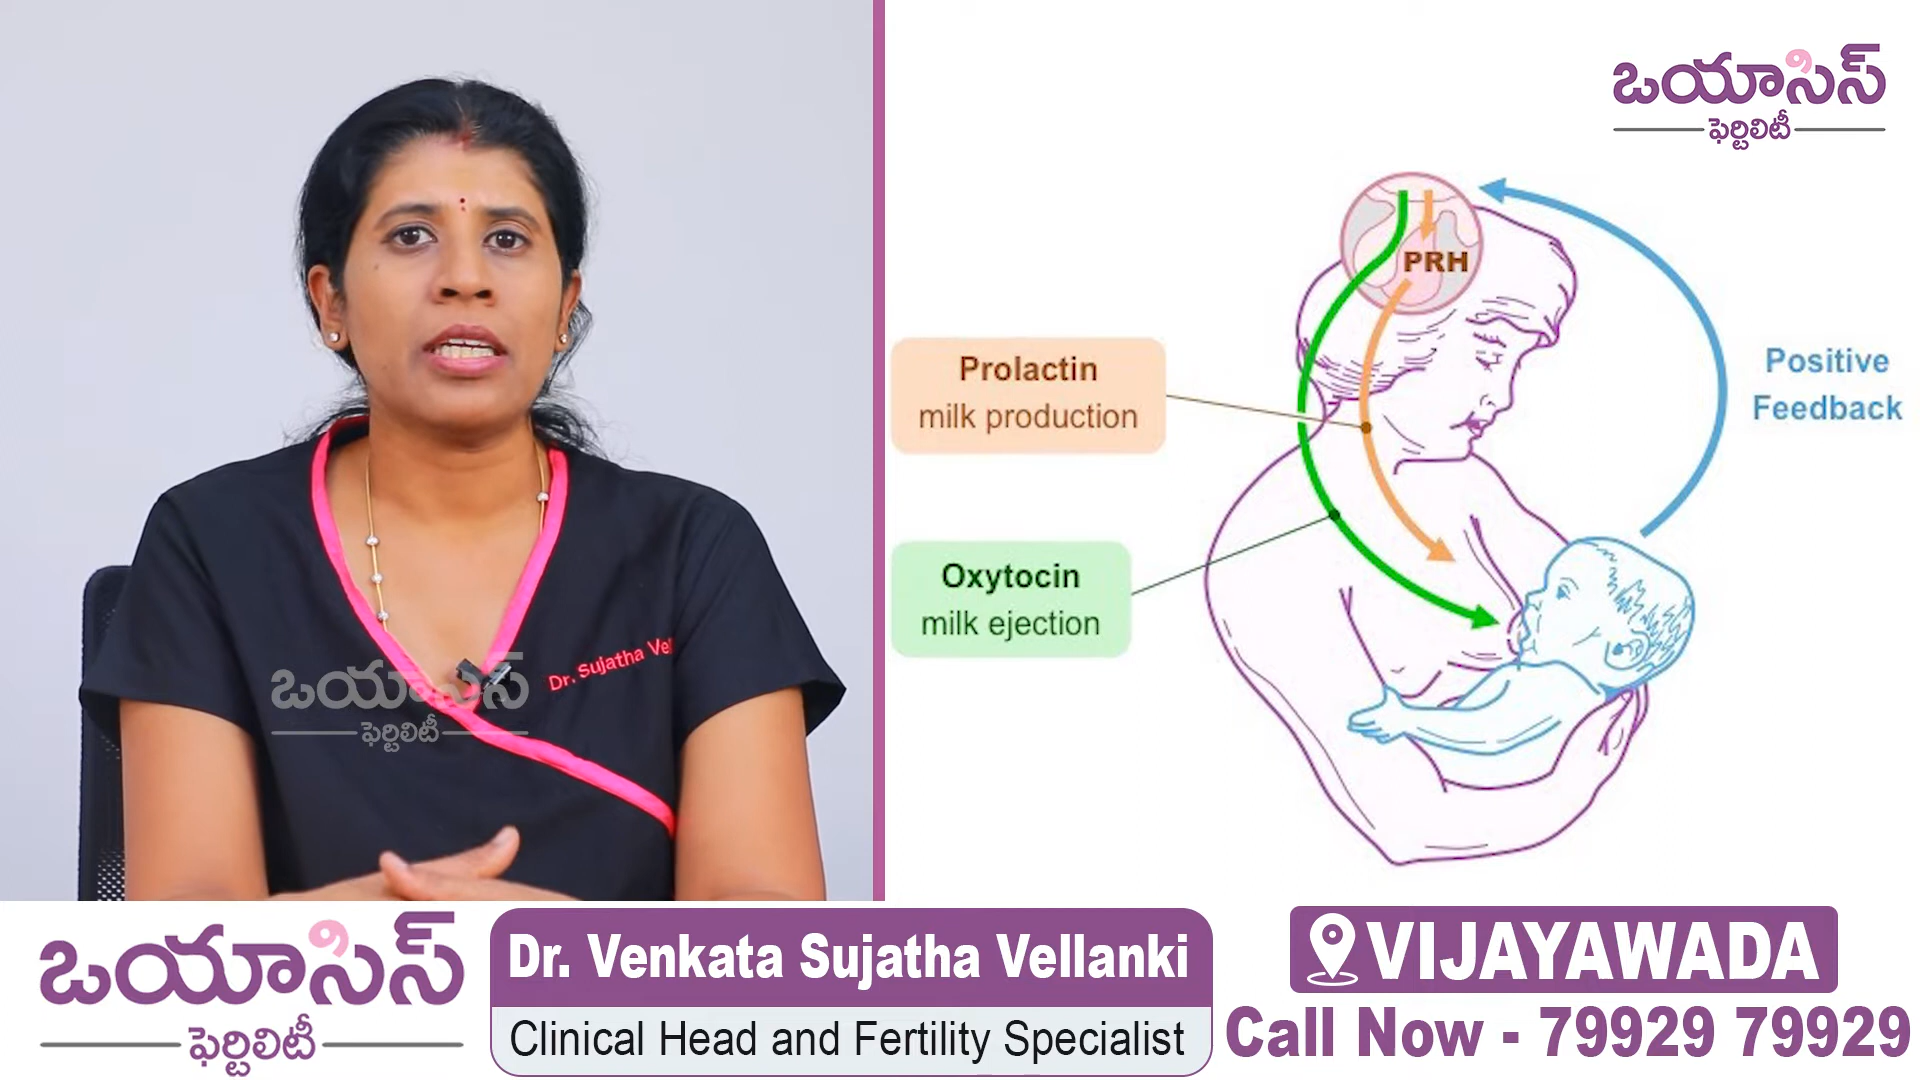 ఒయాసిస్
ఫెర్టిలిటీ
PRH
Prolactin
milk production
Positive
Feedback
Oxytocin
milk ejection
Dr. Sujatha
ఒయాసిస్
ఫెర్టిలిటీ
ఒయాసిస్
ఫెర్టిలిటీ
Dr. Venkata Sujatha Vellanki
Clinical Head and Fertility Specialist
VIJAYAWADA
Call Now - 79929 79929